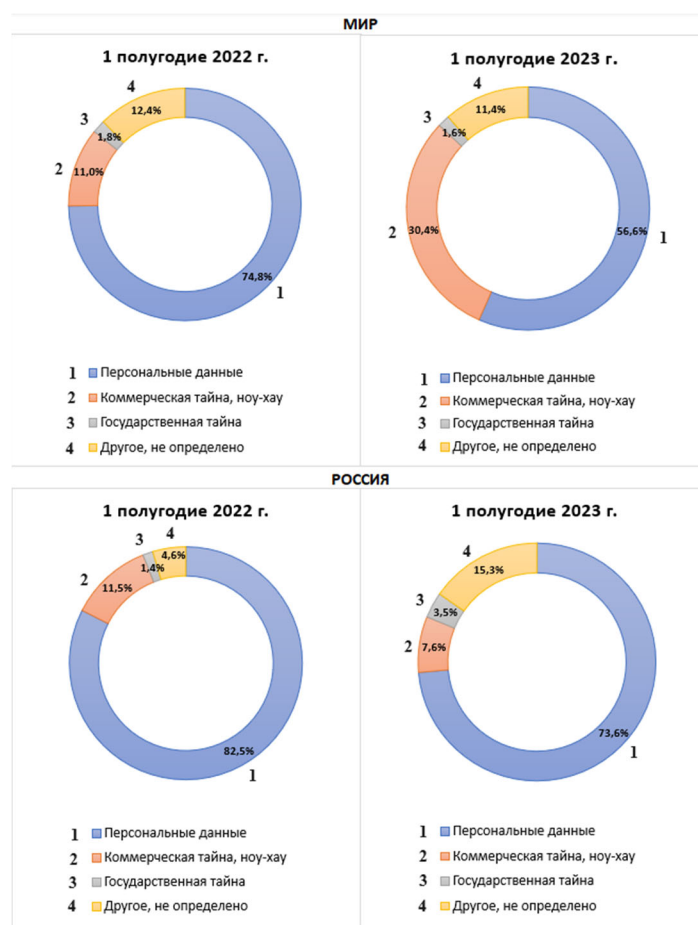 МИР
1 полугодие 2022 г.
4
12,4%
3
1,8%
2
11,0%
74,8%
1
1 Персональные данные
2 Коммерческая тайна, ноу-хау
3 Государственная тайна
4 Другое, не определено
1 полугодие 2023 г.
4
11,4%
3
1,6%
2
30,4%
56,6%
1
1 Персональные данные
2 Коммерческая тайна, ноу-хау
3 Государственная тайна
4 Другое, не определено
РОССИЯ
1 полугодие 2022 г.
3
4
4,6%
1,4%
2
11,5%
82,5%
1
1 Персональные данные
2 Коммерческая тайна, ноу-хау
3 Государственная тайна
4 Другое, не определено
1 полугодие 2023 г.
4
15,3%
3
3,5%
2
7,6%
73,6%
1
1 Персональные данные
2 Коммерческая тайна, ноу-хау
3 Государственная тайна
4 Другое, не определено